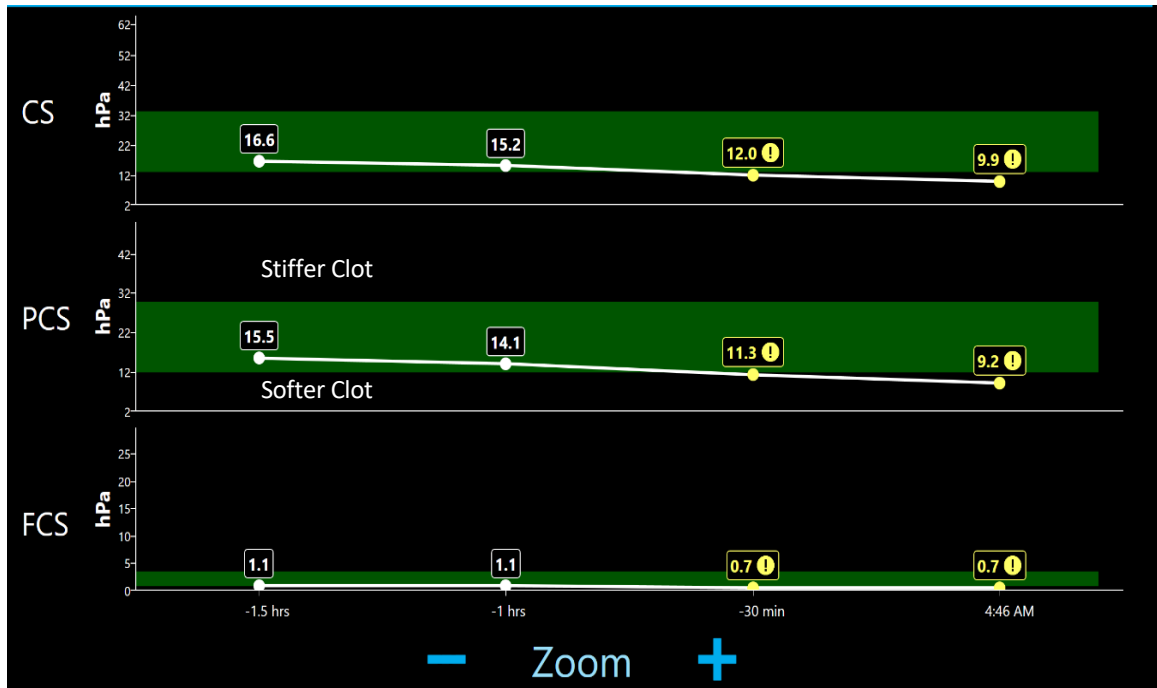 CS
hPa
62
52
42
32
22
12
2
16.6
15.2
12.0 !
9.9 !
PCS
hPa
42
32
22
12
2
Stiffer Clot
Softer Clot
15.5
14.1
11.3 !
9.2 !
FCS
hPa
25
20
15
10
5
0
1.1
1.1
0.7 !
0.7 !
-1.5 hrs
-1 hrs
-30 min
4:46 AM
− Zoom +